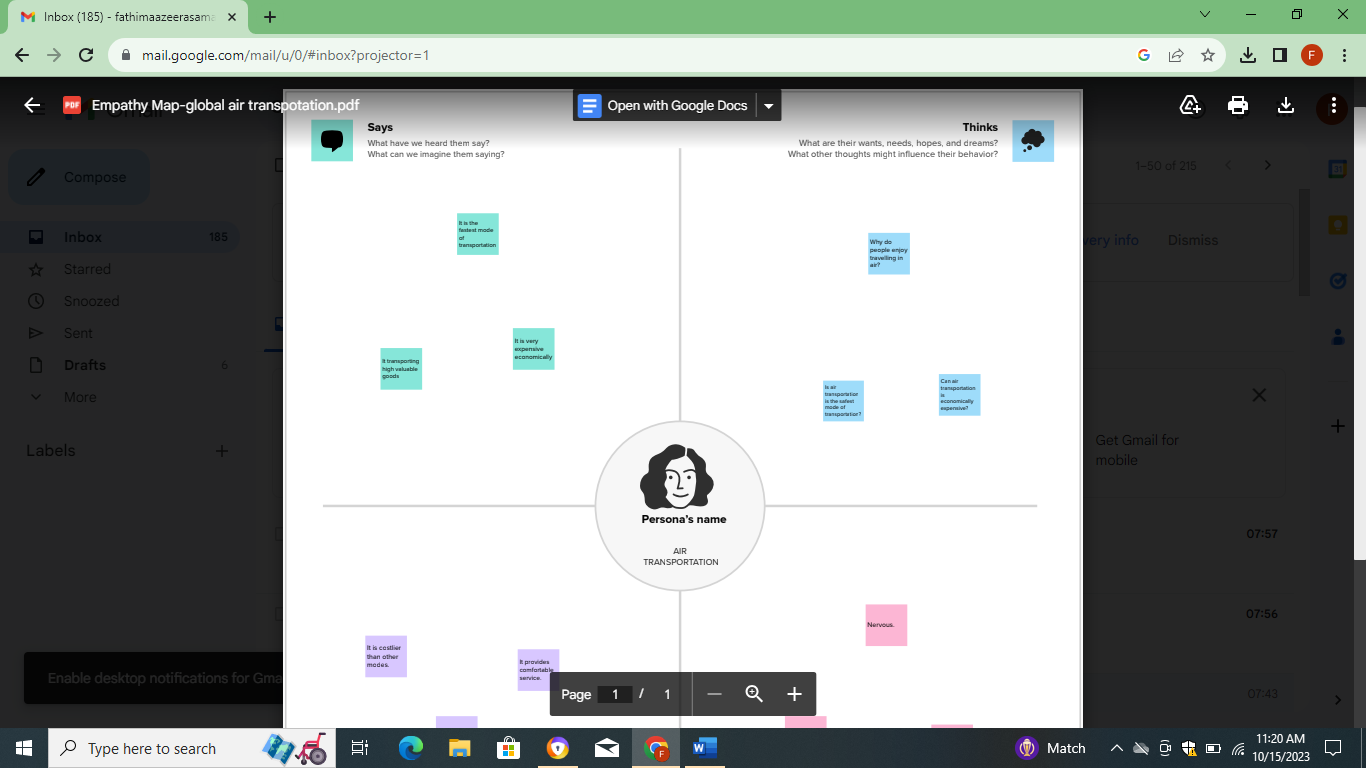 Inbox (185) - fathimaazeerasama
mail.google.com/mail/u/0/#inbox?projector=1
F
PDF
Empathy Map-global air transpotation.pdf
Open with Google Docs
Gmail
Compose
1–50 of 215
Inbox
185
Starred
Snoozed
Sent
Drafts
6
More
Labels
very info
Dismiss
Get Gmail for
mobile
07:57
07:56
07:43
Enable desktop notifications for Gma
Says
What have we heard them say?
What can we imagine them saying?
Thinks
What are their wants, needs, hopes, and dreams?
What other thoughts might influence their behavior?
It is the
fastest mode
of
transportation
It is very
expensive
economically
It transporting
high valuable
goods
Why do
people enjoy
travelling in
air?
Is air
transportation
is the safest
mode of
transportation?
Can air
transportation
is
economically
expensive?
Persona's name
AIR
TRANSPORTATION
It is costlier
than other
modes.
It provides
comfortable
service.
Nervous.
Page 1 / 1
Type here to search
F
W
Match
11:20 AM
10/15/2023